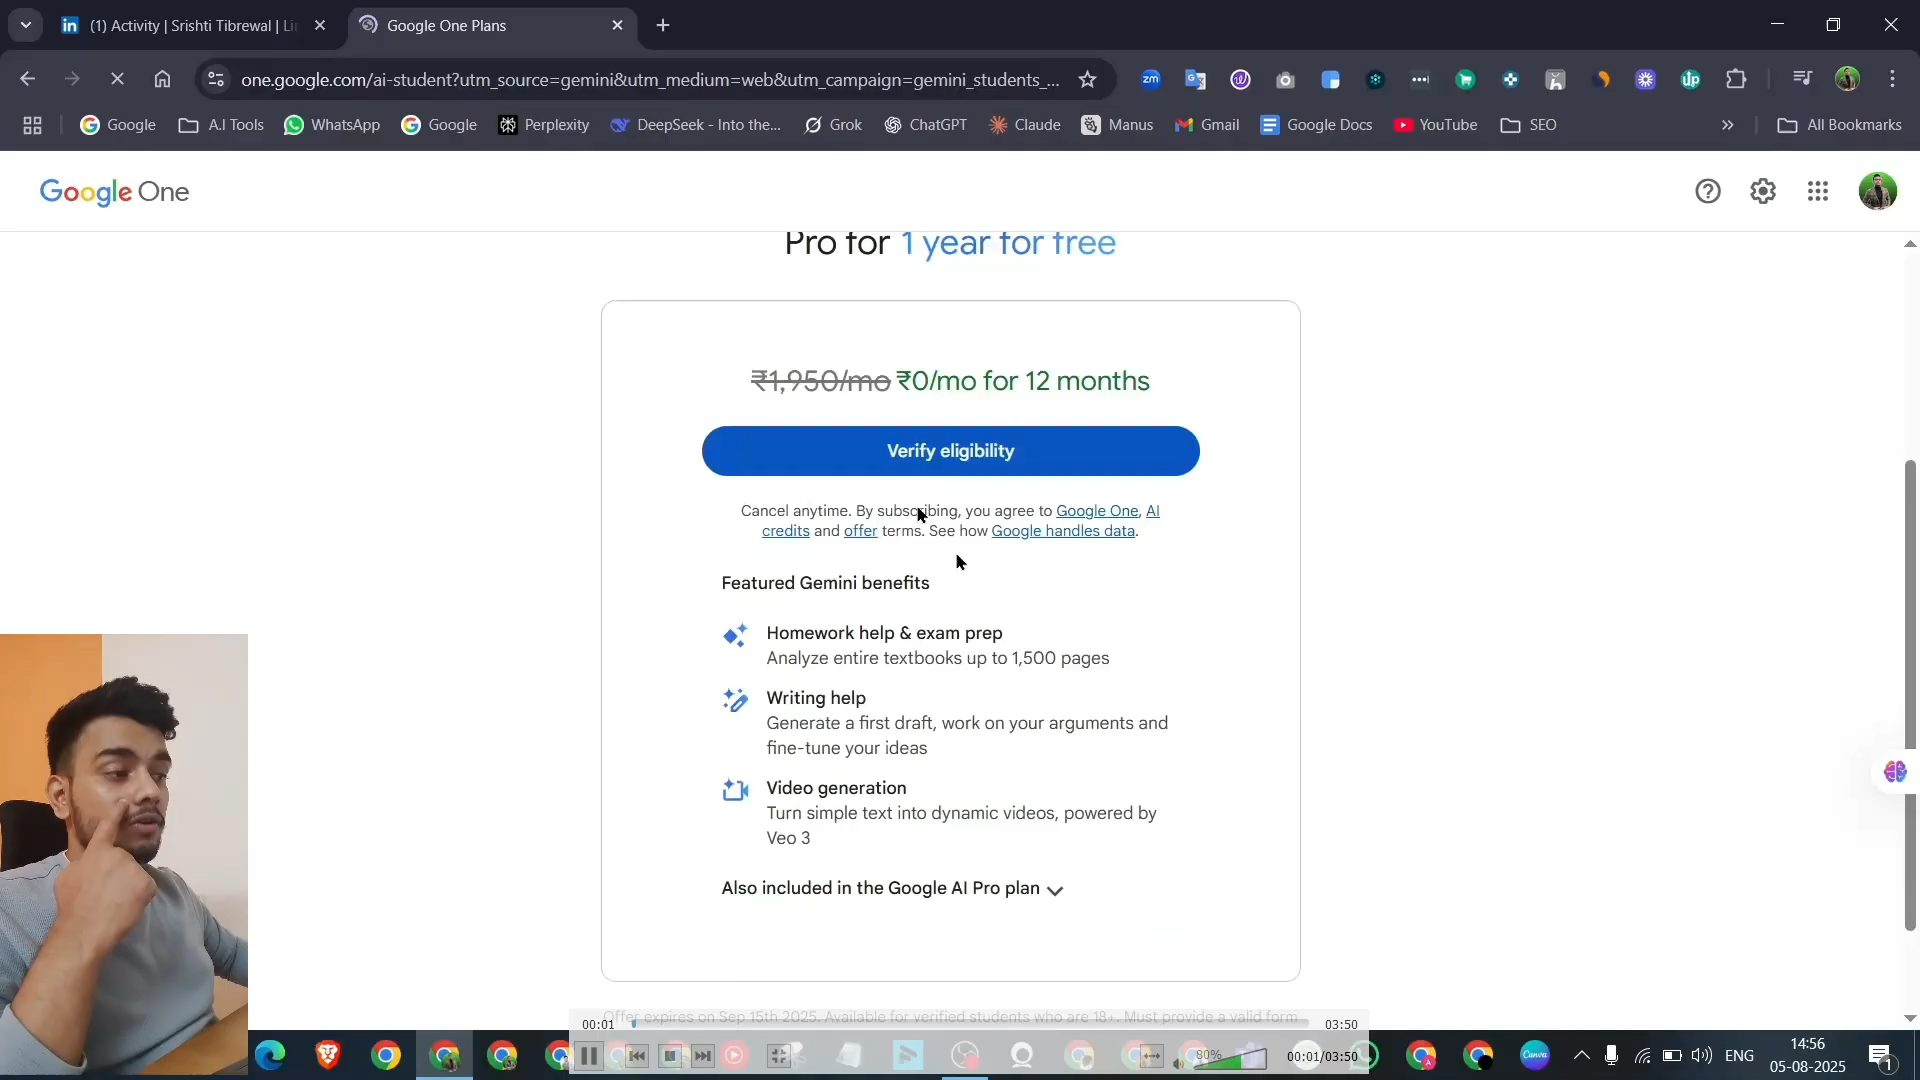 (1) Activity | Srishti Tibrewal | Li
Google One Plans
one.google.com/ai-student?utm_source=gemini&utm_medium=web&utm_campaign=gemini_students_...
Google
A.I Tools
WhatsApp
Google
Perplexity
DeepSeek - Into the...
Grok
ChatGPT
Claude
Manus
Gmail
Google Docs
YouTube
SEO
All Bookmarks
Google One
Pro for 1 year for free
₹1,950/mo ₹0/mo for 12 months
Verify eligibility
Cancel anytime. By subscribing, you agree to Google One, AI
credits and offer terms. See how Google handles data.
Featured Gemini benefits
Homework help & exam prep
Analyze entire textbooks up to 1,500 pages
Writing help
Generate a first draft, work on your arguments and
fine-tune your ideas
Video generation
Turn simple text into dynamic videos, powered by
Veo 3
Also included in the Google AI Pro plan
Offer expires on Sep 15th 2025. Available for verified students who are 18+. Must provide a valid form
00:01
03:50
80%
00:01/03:50
ENG
14:56
05-08-2025
1